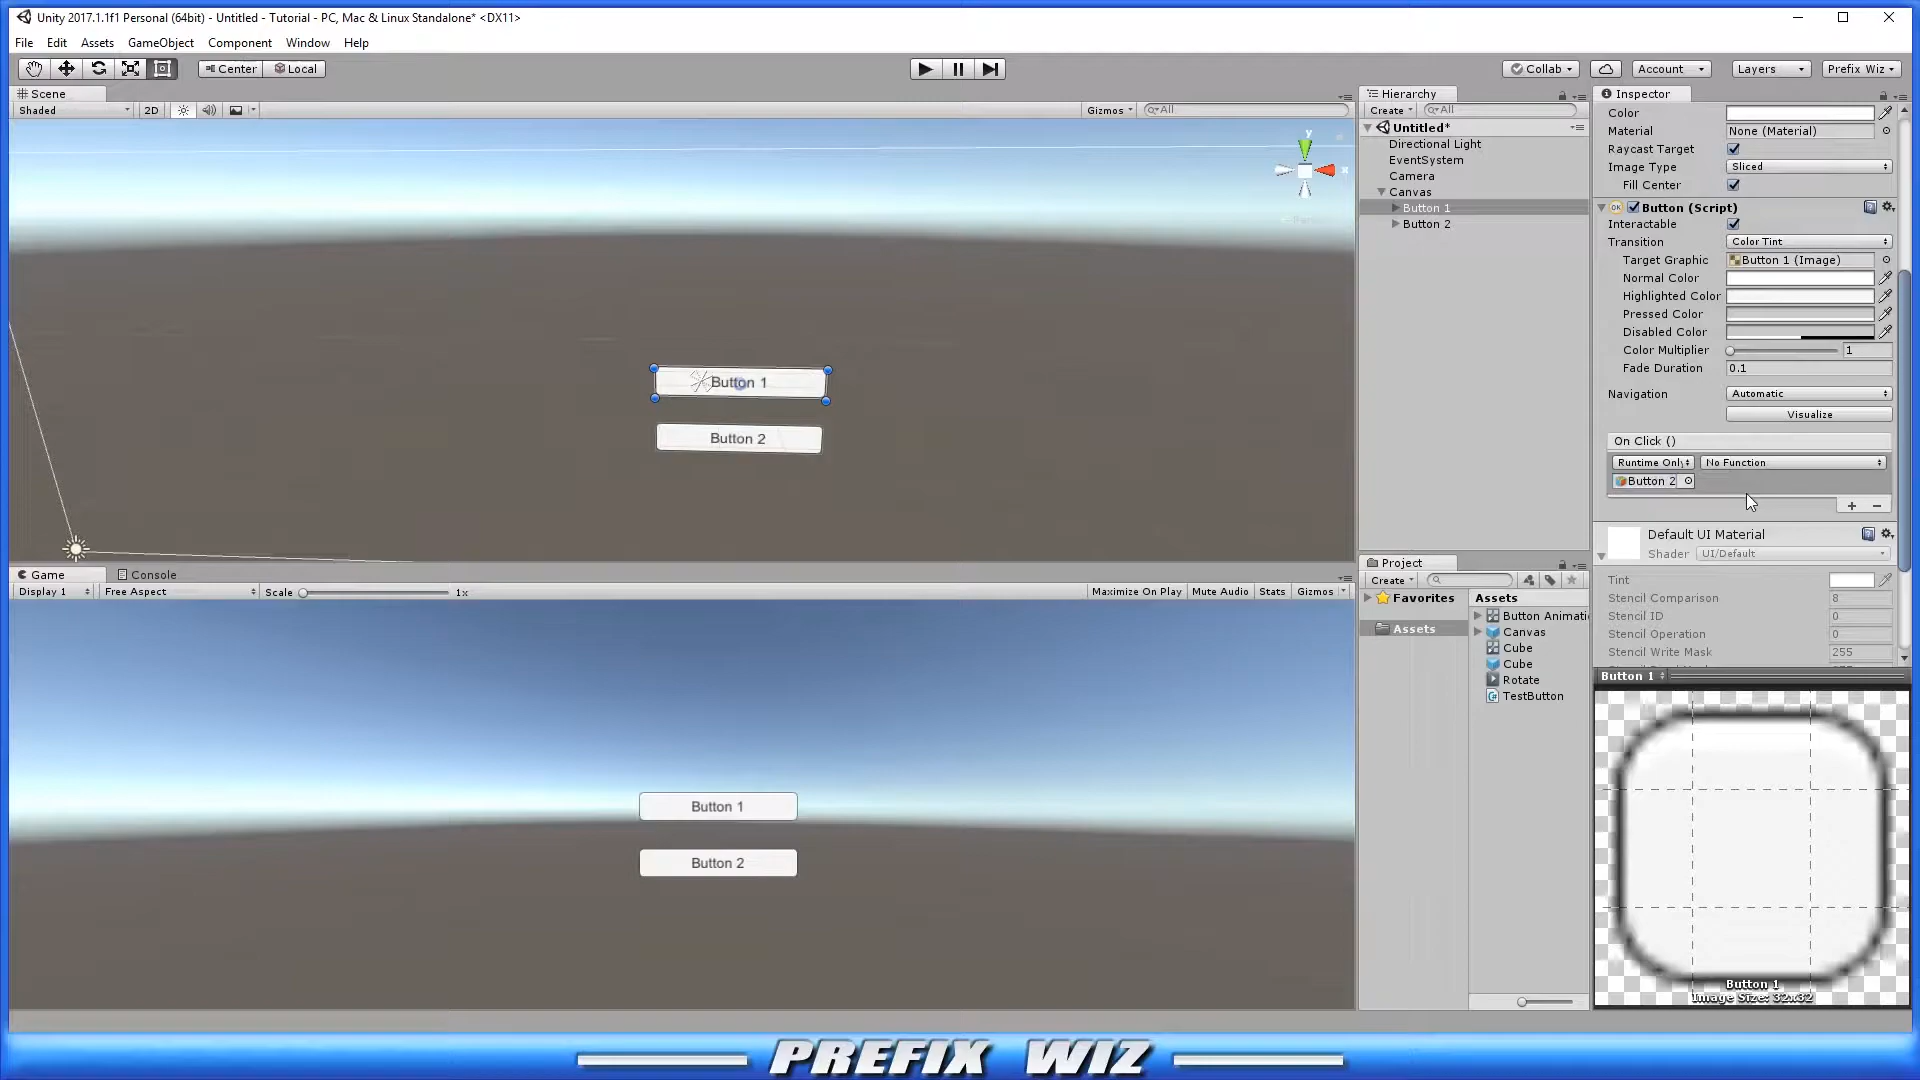 Unity 2017.1.1f1 Personal (64bit) - Untitled - Tutorial - PC, Mac & Linux Standalone* <DX11>
File Edit Assets GameObject Component Window Help
Center Local Collab Account Layers Prefix Wiz
Scene
Shaded 2D Gizmos All
y
x
Button 1
Button 2
Game Console
Display 1 Free Aspect Scale 1x Maximize On Play Mute Audio Stats Gizmos
Button 1
Button 2
Hierarchy
Create All
Untitled*
Directional Light
EventSystem
Camera
Canvas
Button 1
Button 2
Project
Create
Favorites
Assets
Assets
Button Animati
Canvas
Cube
Cube
Rotate
TestButton
Inspector
Color
Material None (Material)
Raycast Target
Image Type Sliced
Fill Center
Button (Script)
Interactable
Transition Color Tint
Target Graphic Button 1 (Image)
Normal Color
Highlighted Color
Pressed Color
Disabled Color
Color Multiplier 1
Fade Duration 0.1
Navigation Automatic
Visualize
On Click ()
Runtime Only No Function
Button 2
+ −
Default UI Material
Shader UI/Default
Tint
Stencil Comparison 8
Stencil ID 0
Stencil Operation 0
Stencil Write Mask 255
Button 1
Button 1
Image Size: 32x32
PREFIX WIZ